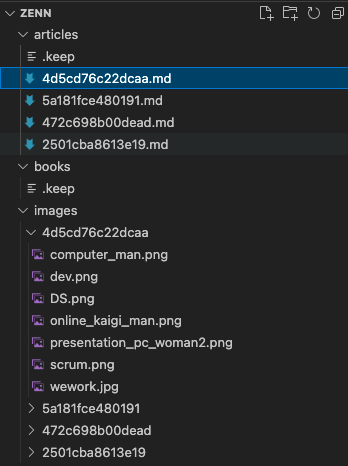 ZENN
articles
.keep
4d5cd76c22dcaa.md
5a181fce480191.md
472c698b00dead.md
2501cba8613e19.md
books
.keep
images
4d5cd76c22dcaa
computer_man.png
dev.png
DS.png
online_kaigi_man.png
presentation_pc_woman2.png
scrum.png
wework.jpg
5a181fce480191
472c698b00dead
2501cba8613e19